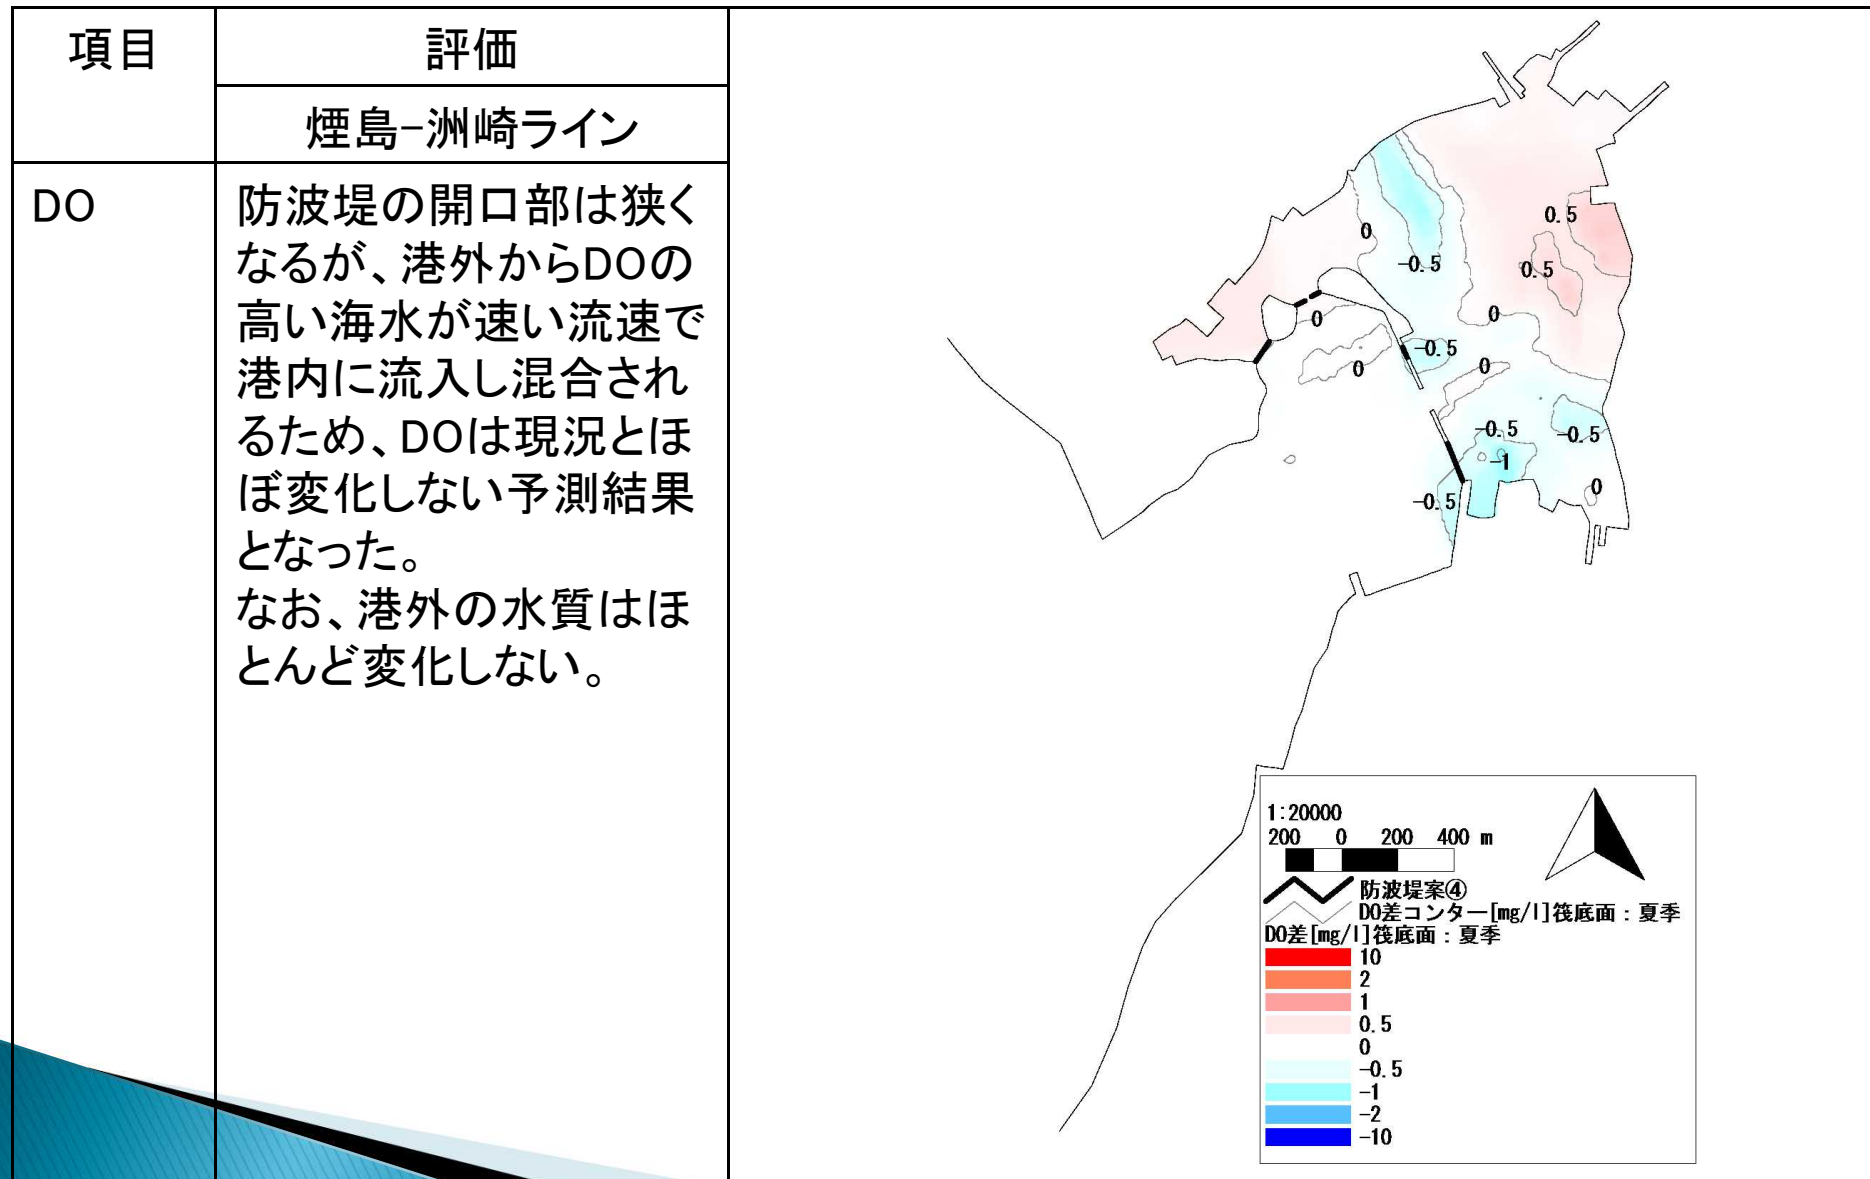 項目
評価
煙島-洲崎ライン
DO
防波堤の開口部は狭く
なるが、港外からDOの
高い海水が速い流速で
港内に流入し混合され
るため、DOは現況とほ
ぼ変化しない予測結果
となった。
なお、港外の水質はほ
とんど変化しない。
0.5
0
-0.5
0.5
0
0
-0.5
0
0
-0.5
-0.5
-1
0
-0.5
1:20000
200 0 200 400 m
防波堤案④
DO差コンター[mg/l]筏底面：夏季
DO差[mg/l]筏底面：夏季
10
2
1
0.5
0
-0.5
-1
-2
-10